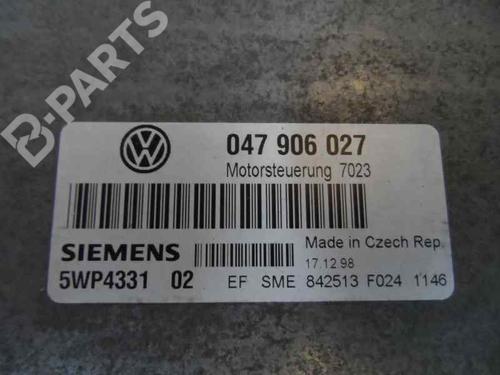 B-PARTS
VW
047 906 027
Motorsteuerung 7023
SIEMENS
Made in Czech Rep.
17.12.98
5WP4331 02 EF SME 842513 F024 1146